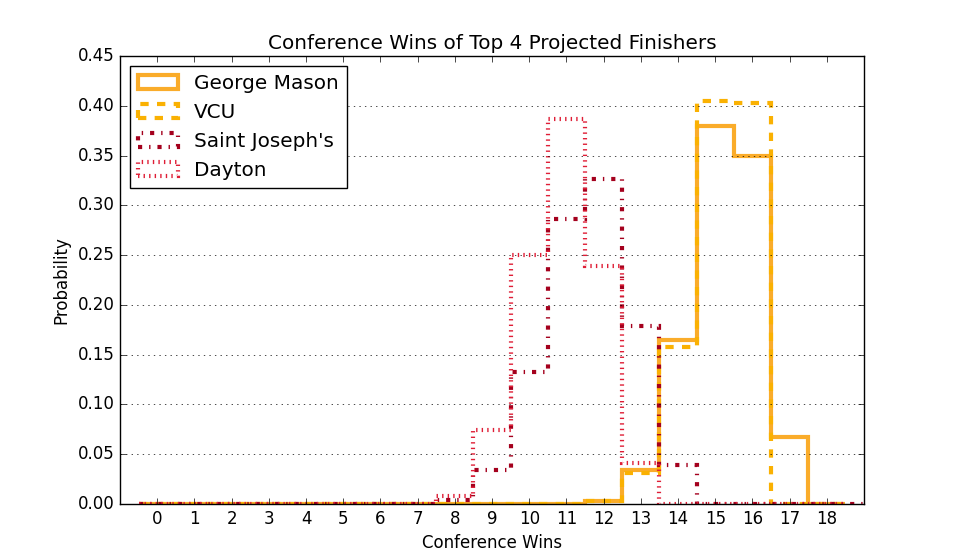 Conference Wins of Top 4 Projected Finishers
George Mason
VCU
Saint Joseph's
Dayton
0.45
0.40
0.35
0.30
0.25
0.20
0.15
0.10
0.05
0.00
Probability
0 1 2 3 4 5 6 7 8 9 10 11 12 13 14 15 16 17 18
Conference Wins